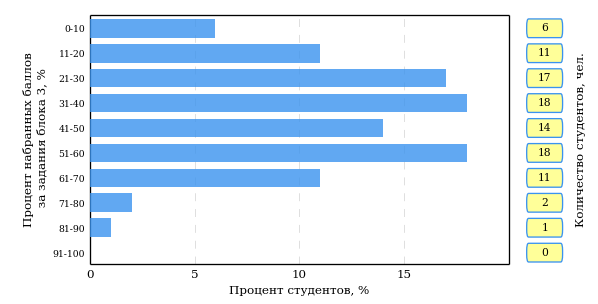 Процент набранных баллов
за задания блока 3, %
0-10 6
11-20 11
21-30 17
31-40 18
41-50 14
51-60 18
61-70 11
71-80 2
81-90 1
91-100 0
0 5 10 15
Процент студентов, %
Количество студентов, чел.